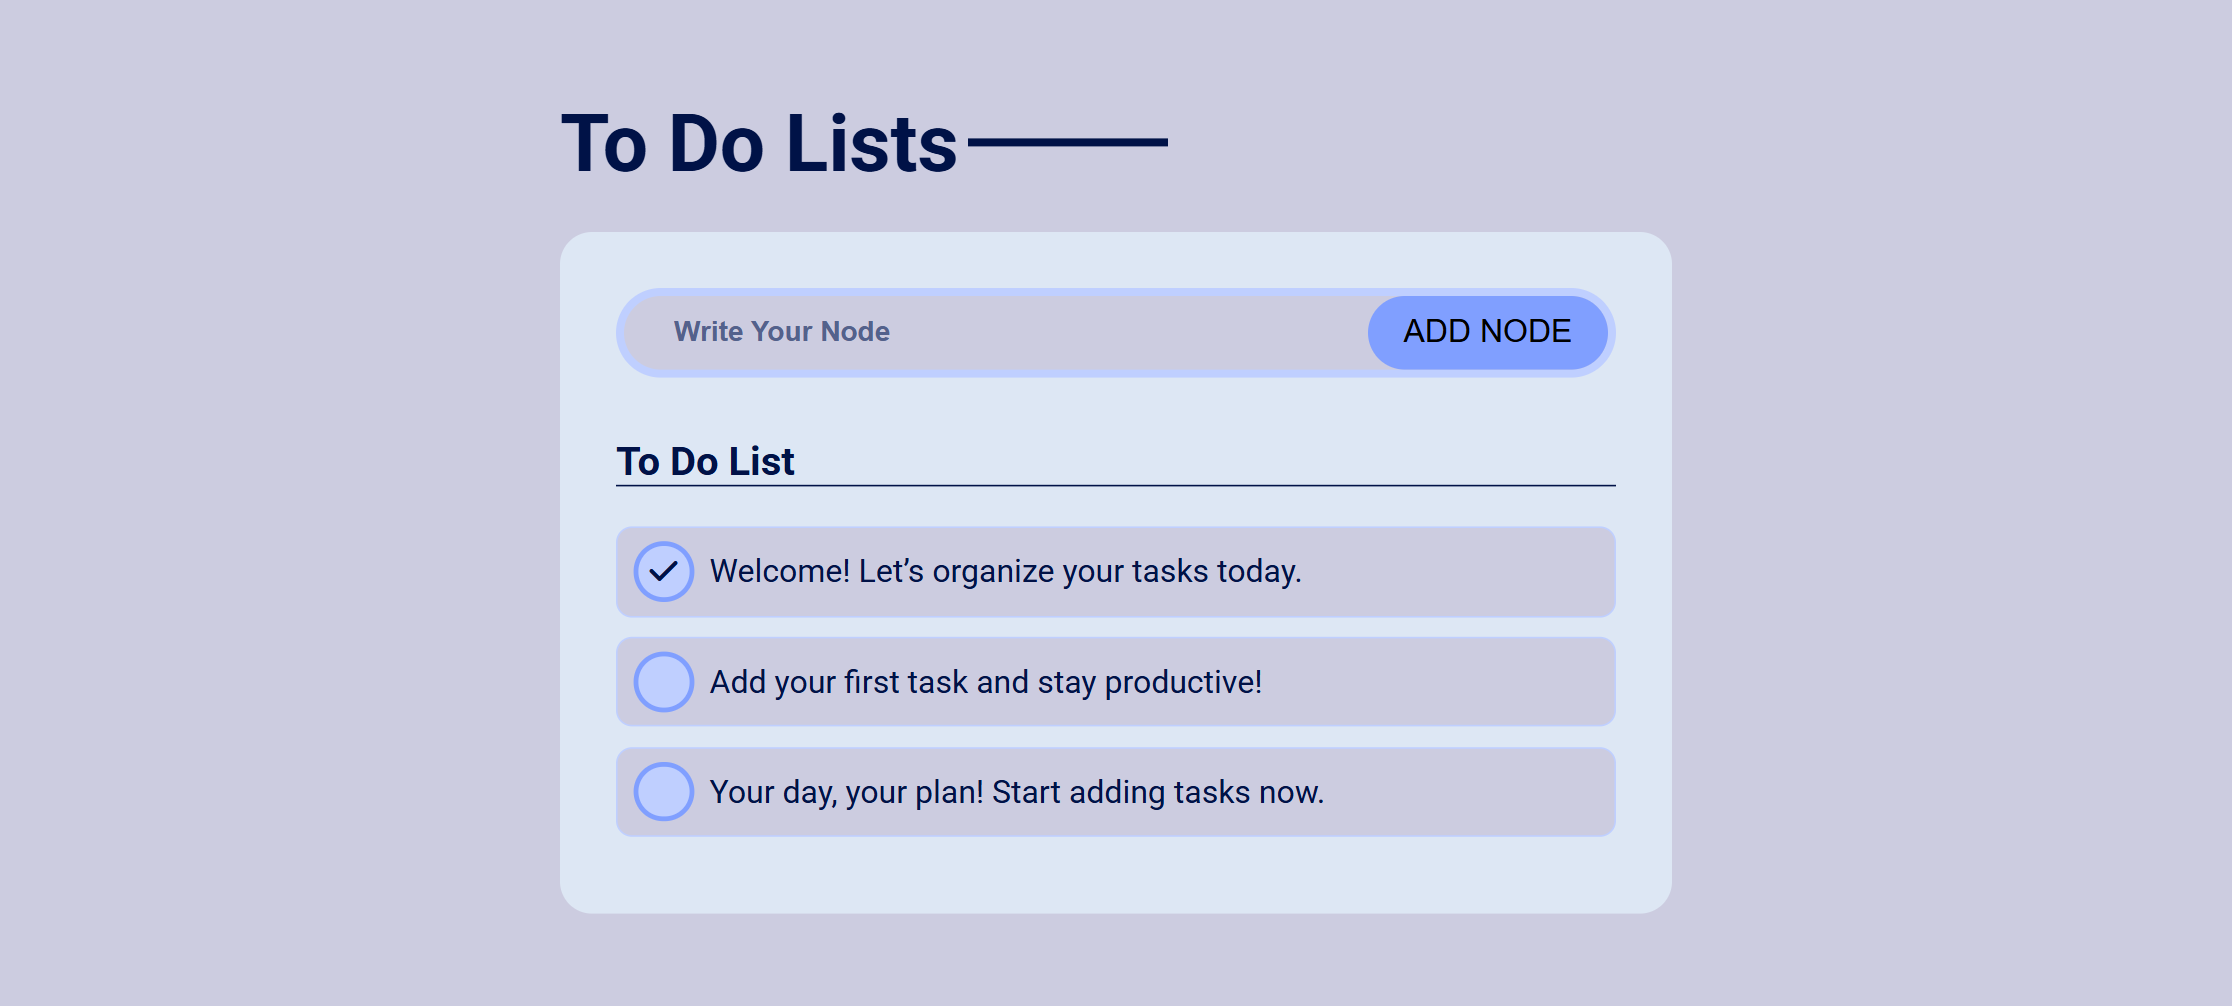 To Do Lists
Write Your Node
ADD NODE
To Do List
Welcome! Let’s organize your tasks today.
Add your first task and stay productive!
Your day, your plan! Start adding tasks now.